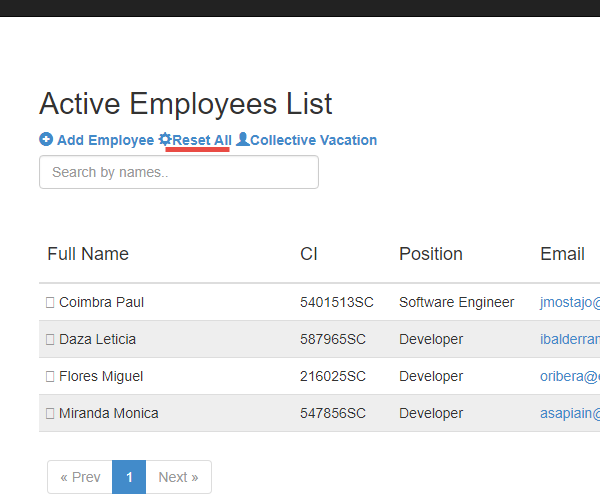 Active Employees List
Add Employee Reset All Collective Vacation
Search by names..
Full Name CI Position Email
Coimbra Paul 5401513SC Software Engineer jmostajo@
Daza Leticia 587965SC Developer ibalderran
Flores Miguel 216025SC Developer oribera@
Miranda Monica 547856SC Developer asapiain@
« Prev 1 Next »